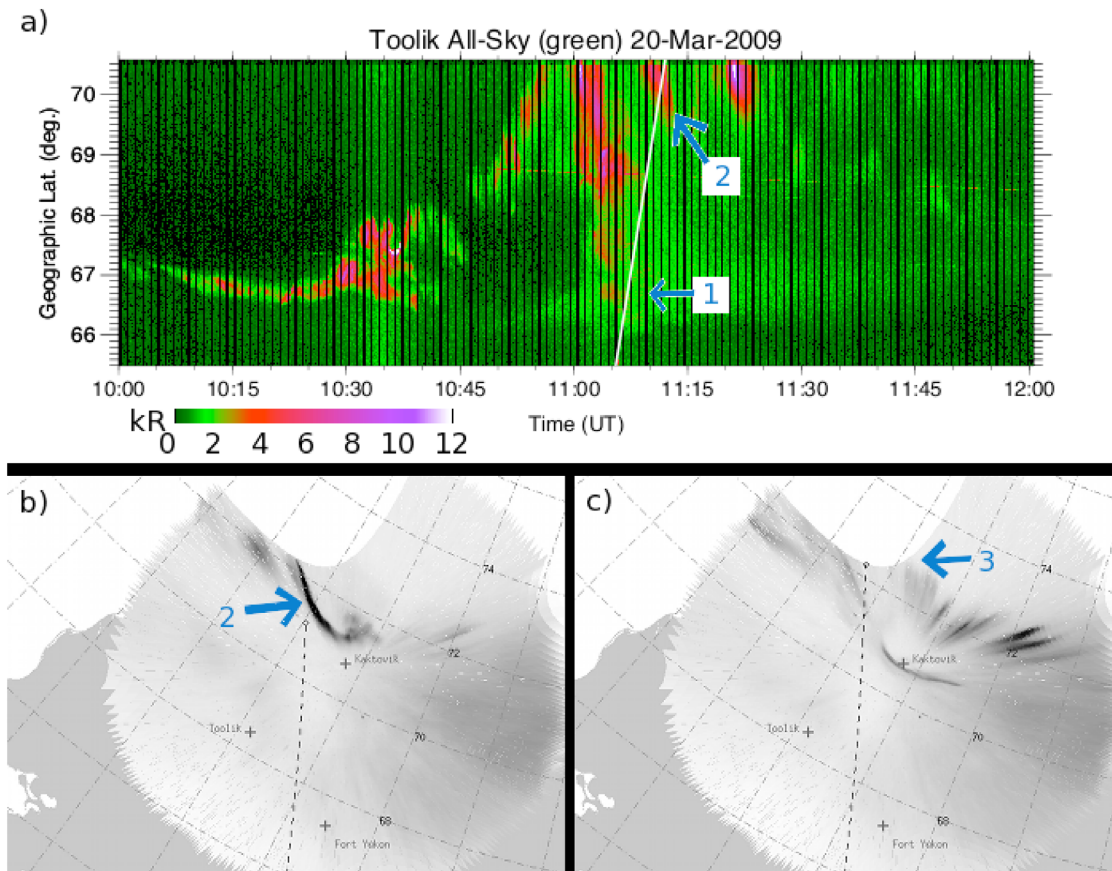 a)
Toolik All-Sky (green) 20-Mar-2009
Geographic Lat. (deg.)
70
69
68
67
66
2
1
10:00 10:15 10:30 10:45 11:00 11:15 11:30 11:45 12:00
Time (UT)
kR
0 2 4 6 8 10 12
b)
74
2
72
Kaktovik
Toolik
70
68
Fort Yukon
c)
3
74
72
Kaktovik
Toolik
70
68
Fort Yukon